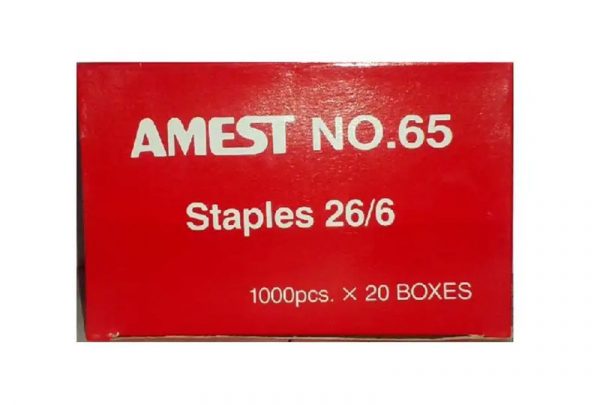 AMEST NO.65
Staples 26/6
1000pcs. × 20 BOXES